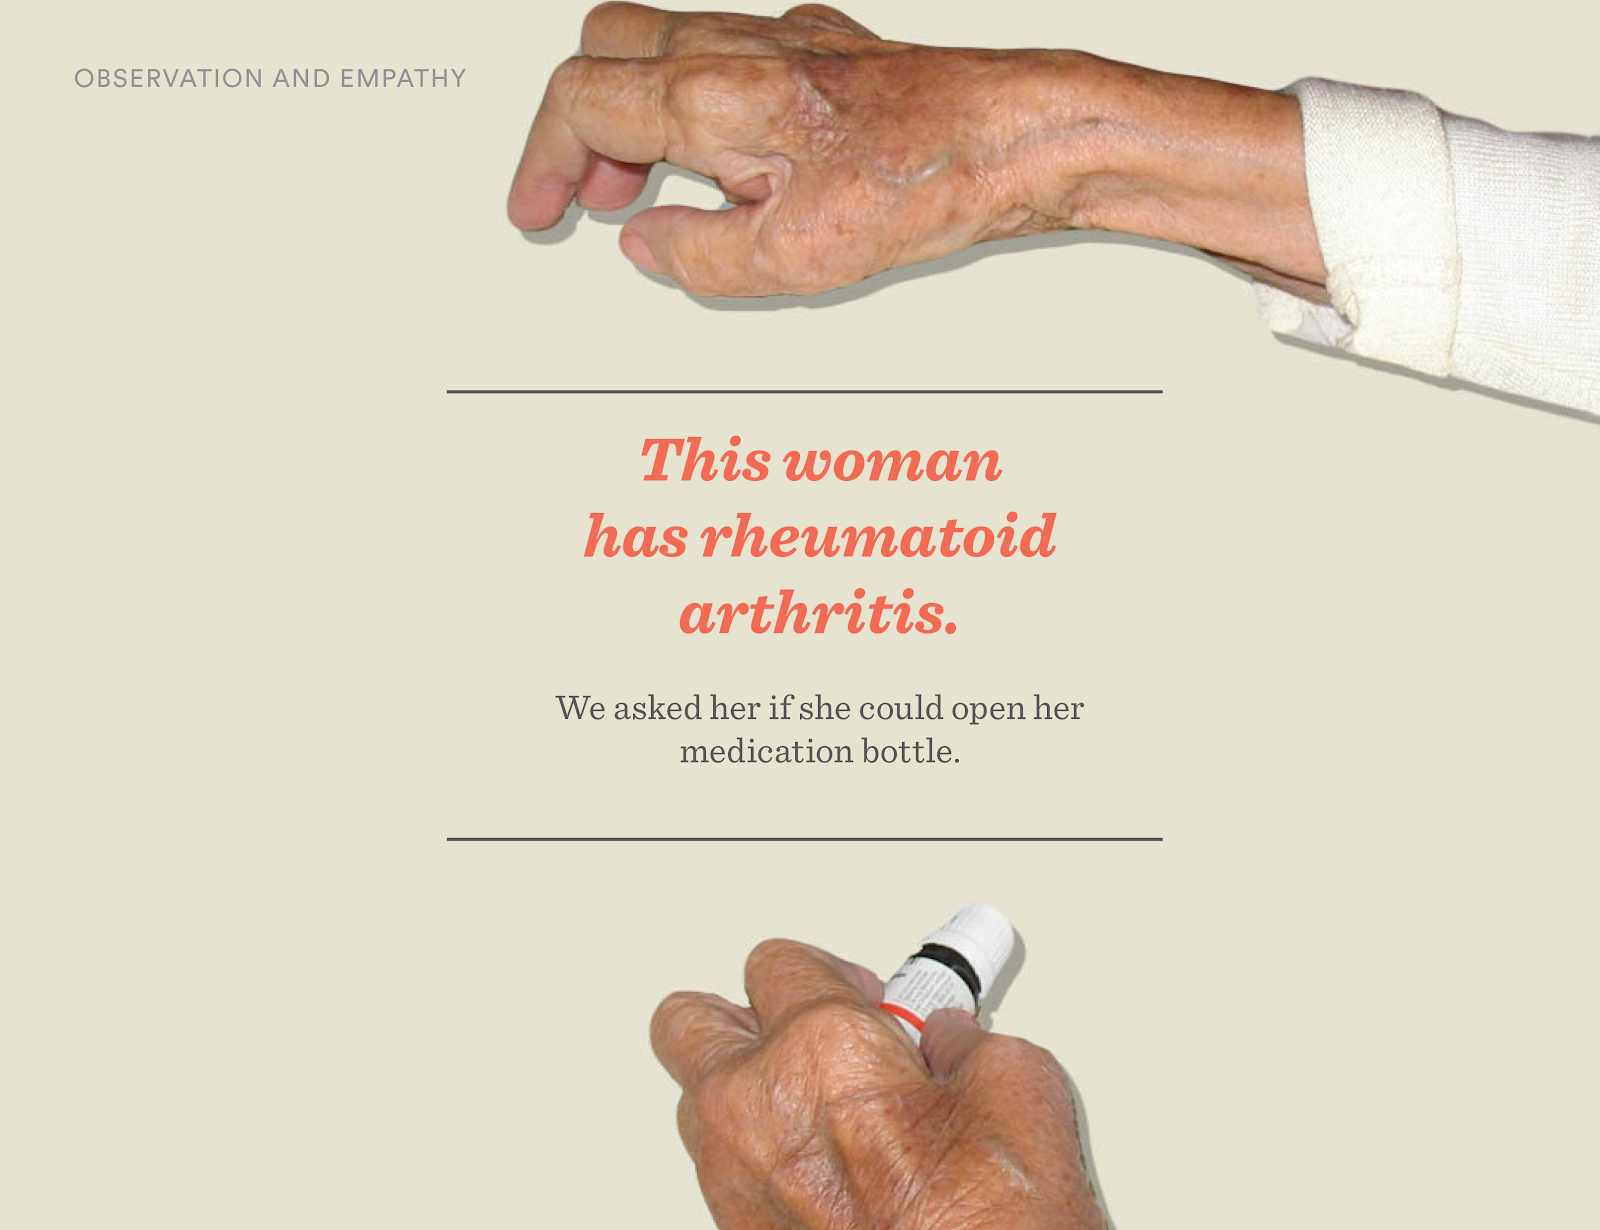 OBSERVATION AND EMPATHY
This woman
has rheumatoid
arthritis.
We asked her if she could open her
medication bottle.